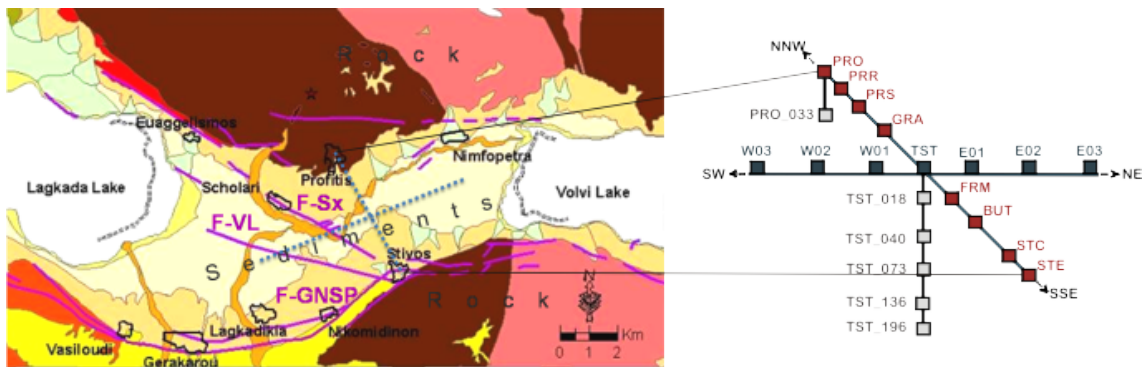 R o c k
Euaggelismos
Nimfopetra
Lagkada Lake
Scholari
Profitis
Volvi Lake
F-Sx
F-VL
S e d i m e n t s
Stivos
N
F-GNSP
R o c k
Lagkadikia
Nikomidinon
Km
Vasiloudi
Gerakarou
0 1 2
NNW
PRO
PRR
PRS
PRO_033
GRA
W03 W02 W01 TST E01 E02 E03
SW
NE
TST_018
FRM
BUT
TST_040
STC
TST_073
STE
SSE
TST_136
TST_196